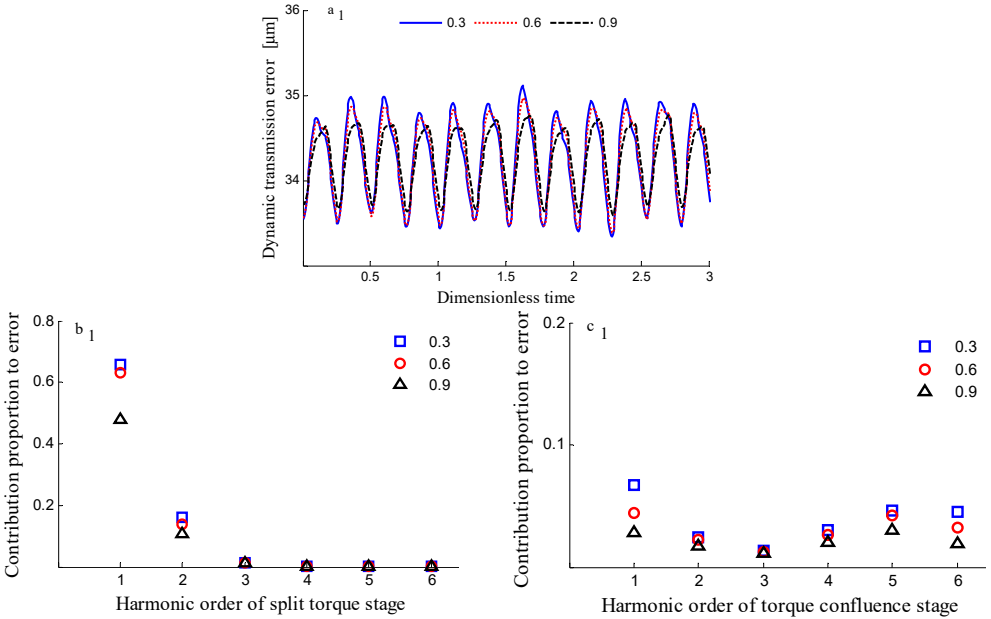 a 1
0.3 0.6 0.9
Dynamic transmission error [μm]
36
35
34
0.5 1 1.5 2 2.5 3
Dimensionless time
b 1
0.3
0.6
0.9
Contribution proportion to error
0.8
0.6
0.4
0.2
1 2 3 4 5 6
Harmonic order of split torque stage
c 1
0.3
0.6
0.9
Contribution proportion to error
0.2
0.1
1 2 3 4 5 6
Harmonic order of torque confluence stage